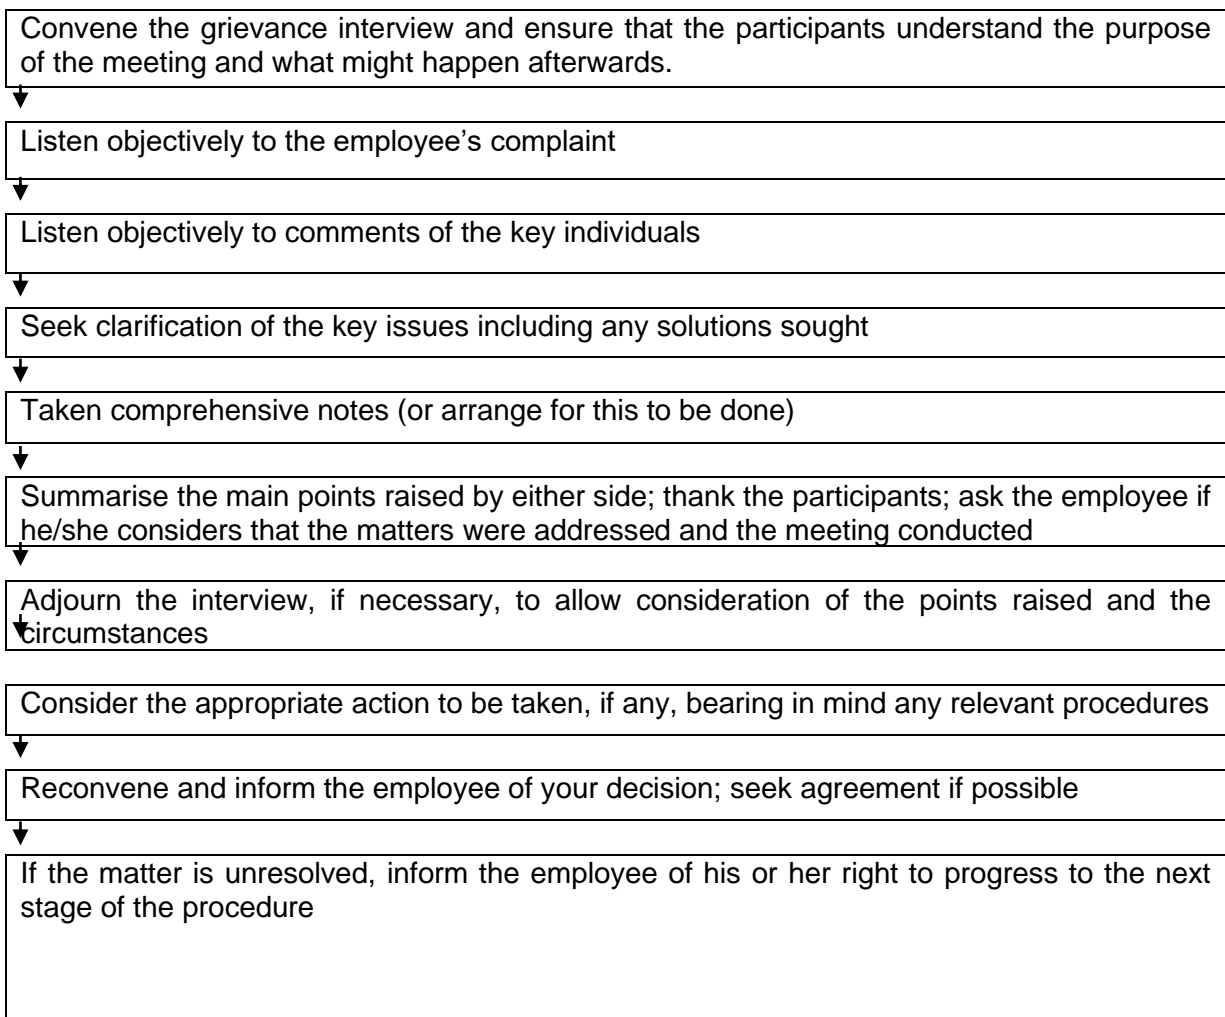 Convene the grievance interview and ensure that the participants understand the purpose
of the meeting and what might happen afterwards.
Listen objectively to the employee’s complaint
Listen objectively to comments of the key individuals
Seek clarification of the key issues including any solutions sought
Taken comprehensive notes (or arrange for this to be done)
Summarise the main points raised by either side; thank the participants; ask the employee if
he/she considers that the matters were addressed and the meeting conducted
Adjourn the interview, if necessary, to allow consideration of the points raised and the
circumstances
Consider the appropriate action to be taken, if any, bearing in mind any relevant procedures
Reconvene and inform the employee of your decision; seek agreement if possible
If the matter is unresolved, inform the employee of his or her right to progress to the next
stage of the procedure